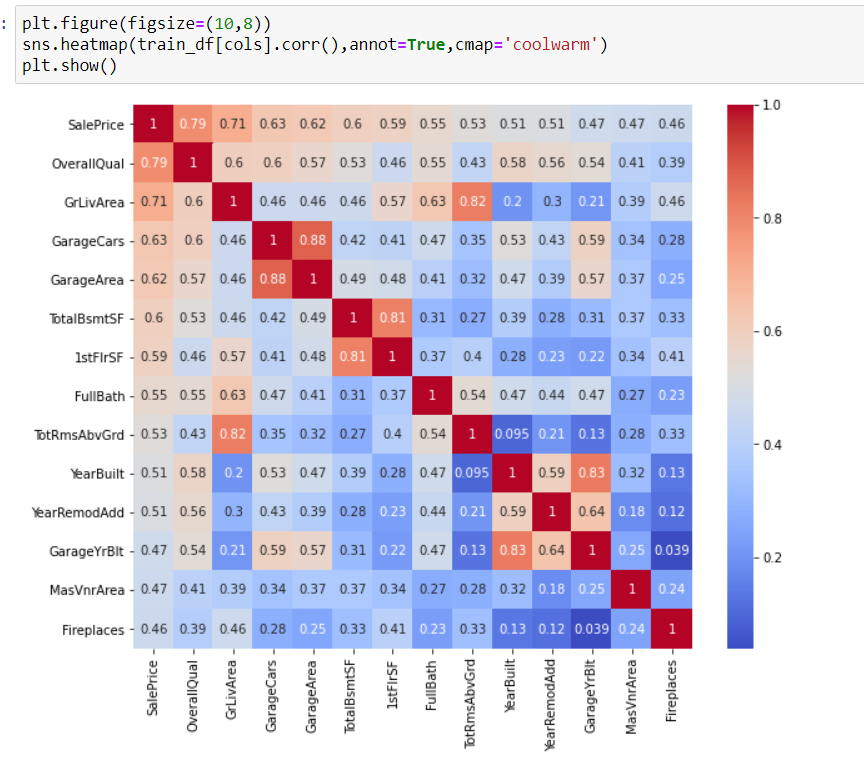 : plt.figure(figsize=(10,8))
sns.heatmap(train_df[cols].corr(),annot=True,cmap='coolwarm')
plt.show()
SalePrice 1 0.79 0.71 0.63 0.62 0.6 0.59 0.55 0.53 0.51 0.51 0.47 0.47 0.46
OverallQual 0.79 1 0.6 0.6 0.57 0.53 0.46 0.55 0.43 0.58 0.56 0.54 0.41 0.39
GrLivArea 0.71 0.6 1 0.46 0.46 0.46 0.57 0.63 0.82 0.2 0.3 0.21 0.39 0.46
GarageCars 0.63 0.6 0.46 1 0.88 0.42 0.41 0.47 0.35 0.53 0.43 0.59 0.34 0.28
GarageArea 0.62 0.57 0.46 0.88 1 0.49 0.48 0.41 0.32 0.47 0.39 0.57 0.37 0.25
TotalBsmtSF 0.6 0.53 0.46 0.42 0.49 1 0.81 0.31 0.27 0.39 0.28 0.31 0.37 0.33
1stFlrSF 0.59 0.46 0.57 0.41 0.48 0.81 1 0.37 0.4 0.28 0.23 0.22 0.34 0.41
FullBath 0.55 0.55 0.63 0.47 0.41 0.31 0.37 1 0.54 0.47 0.44 0.47 0.27 0.23
TotRmsAbvGrd 0.53 0.43 0.82 0.35 0.32 0.27 0.4 0.54 1 0.095 0.21 0.13 0.28 0.33
YearBuilt 0.51 0.58 0.2 0.53 0.47 0.39 0.28 0.47 0.095 1 0.59 0.83 0.32 0.13
YearRemodAdd 0.51 0.56 0.3 0.43 0.39 0.28 0.23 0.44 0.21 0.59 1 0.64 0.18 0.12
GarageYrBlt 0.47 0.54 0.21 0.59 0.57 0.31 0.22 0.47 0.13 0.83 0.64 1 0.25 0.039
MasVnrArea 0.47 0.41 0.39 0.34 0.37 0.37 0.34 0.27 0.28 0.32 0.18 0.25 1 0.24
Fireplaces 0.46 0.39 0.46 0.28 0.25 0.33 0.41 0.23 0.33 0.13 0.12 0.039 0.24 1
SalePrice
OverallQual
GrLivArea
GarageCars
GarageArea
TotalBsmtSF
1stFlrSF
FullBath
TotRmsAbvGrd
YearBuilt
YearRemodAdd
GarageYrBlt
MasVnrArea
Fireplaces
1.0
0.8
0.6
0.4
0.2